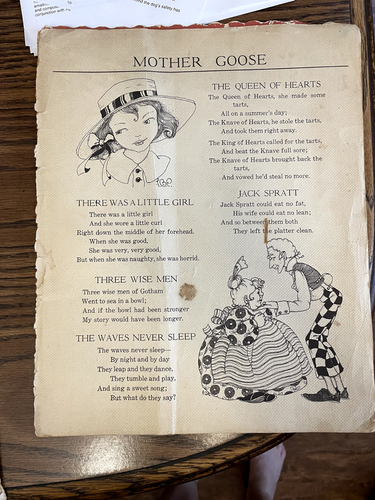 and the dog's safety has
conjunction with
MOTHER GOOSE
THERE WAS A LITTLE GIRL
There was a little girl
And she wore a little curl
Right down the middle of her forehead.
When she was good,
She was very, very good,
But when she was naughty, she was horrid.
THREE WISE MEN
Three wise men of Gotham
Went to sea in a bowl;
And if the bowl had been stronger
My story would have been longer.
THE WAVES NEVER SLEEP
The waves never sleep—
By night and by day
They leap and they dance,
They tumble and play,
And sing a sweet song;
But what do they say?
THE QUEEN OF HEARTS
The Queen of Hearts, she made some
tarts,
All on a summer's day;
The Knave of Hearts, he stole the tarts,
And took them right away.
The King of Hearts called for the tarts,
And beat the Knave full sore;
The Knave of Hearts brought back the
tarts,
And vowed he'd steal no more.
JACK SPRATT
Jack Spratt could eat no fat,
His wife could eat no lean;
And so between them both
They left the platter clean.